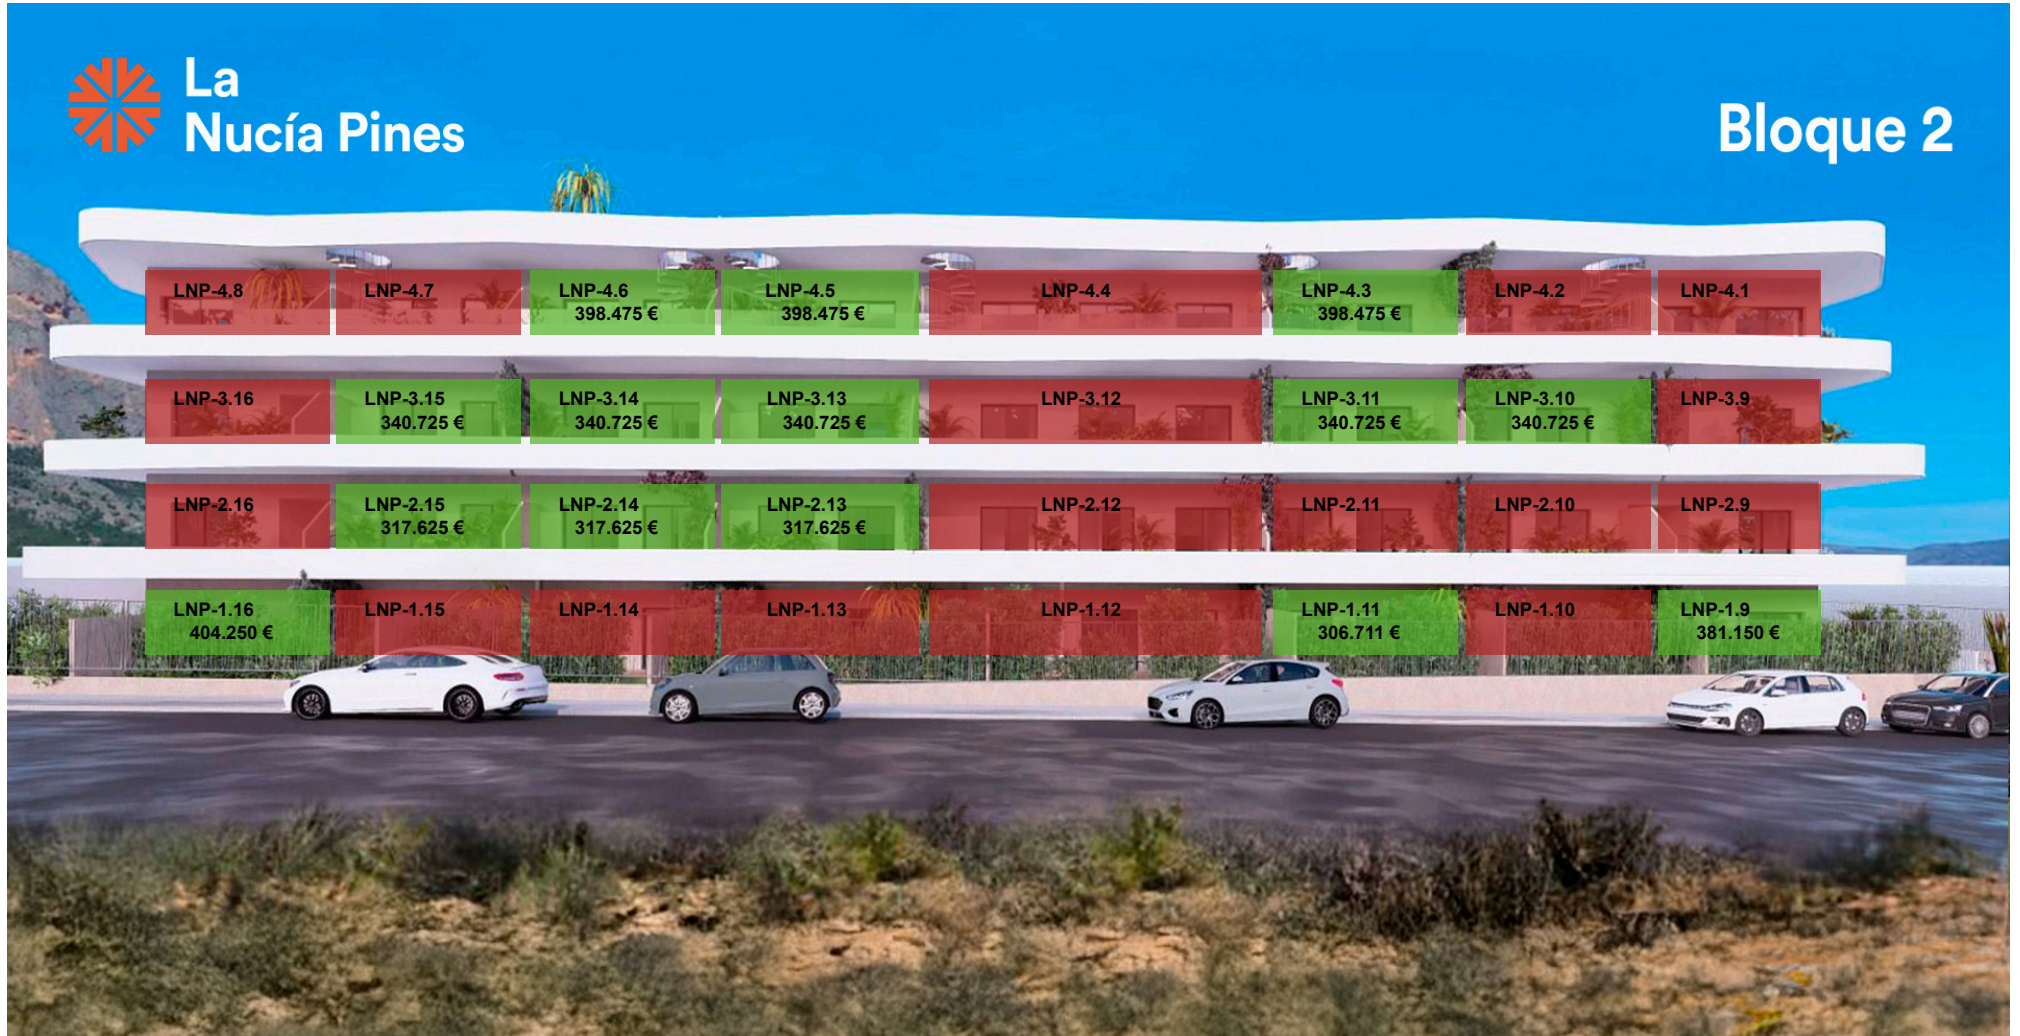 La
Nucía Pines
Bloque 2
LNP-4.8
LNP-4.7
LNP-4.6
398.475 €
LNP-4.5
398.475 €
LNP-4.4
LNP-4.3
398.475 €
LNP-4.2
LNP-4.1
LNP-3.16
LNP-3.15
340.725 €
LNP-3.14
340.725 €
LNP-3.13
340.725 €
LNP-3.12
LNP-3.11
340.725 €
LNP-3.10
340.725 €
LNP-3.9
LNP-2.16
LNP-2.15
317.625 €
LNP-2.14
317.625 €
LNP-2.13
317.625 €
LNP-2.12
LNP-2.11
LNP-2.10
LNP-2.9
LNP-1.16
404.250 €
LNP-1.15
LNP-1.14
LNP-1.13
LNP-1.12
LNP-1.11
306.711 €
LNP-1.10
LNP-1.9
381.150 €